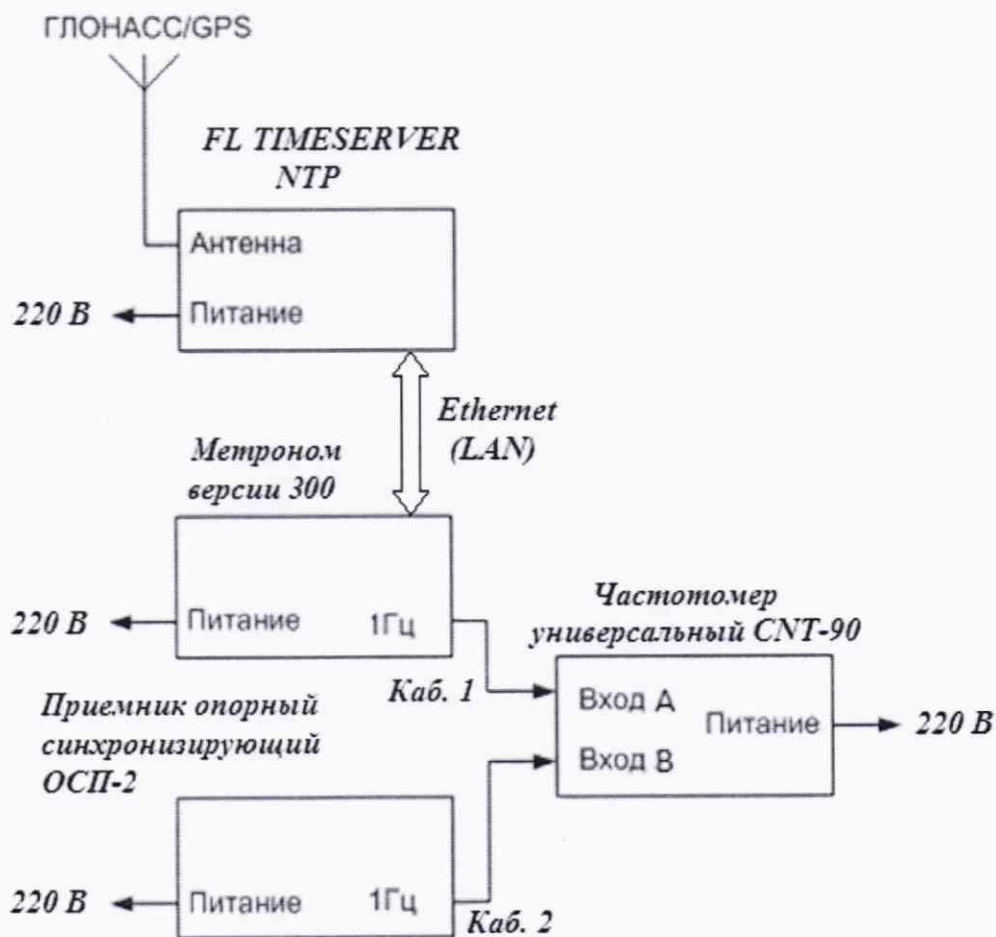 ГЛОНАСС/GPS
FL TIMESERVER
NTP
Антенна
220 В
Питание
Ethernet
(LAN)
Метроном
версии 300
220 В
Питание
1Гц
Частотомер
универсальный CNT-90
Каб. 1
Вход А
Питание
220 В
Вход В
Приемник опорный
синхронизирующий
ОСП-2
220 В
Питание
1Гц
Каб. 2